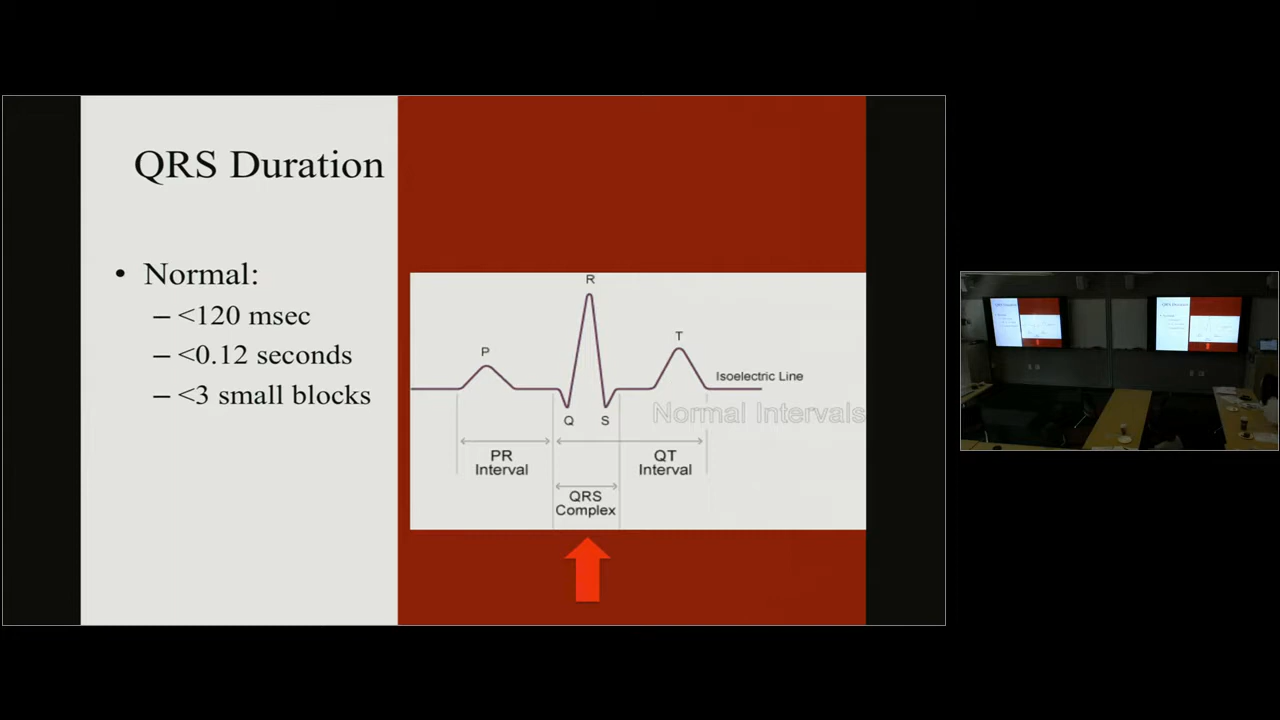 QRS Duration
• Normal:
– <120 msec
– <0.12 seconds
– <3 small blocks
R
P
T
Isoelectric Line
Normal Intervals
Q
S
PR
Interval
QT
Interval
QRS
Complex